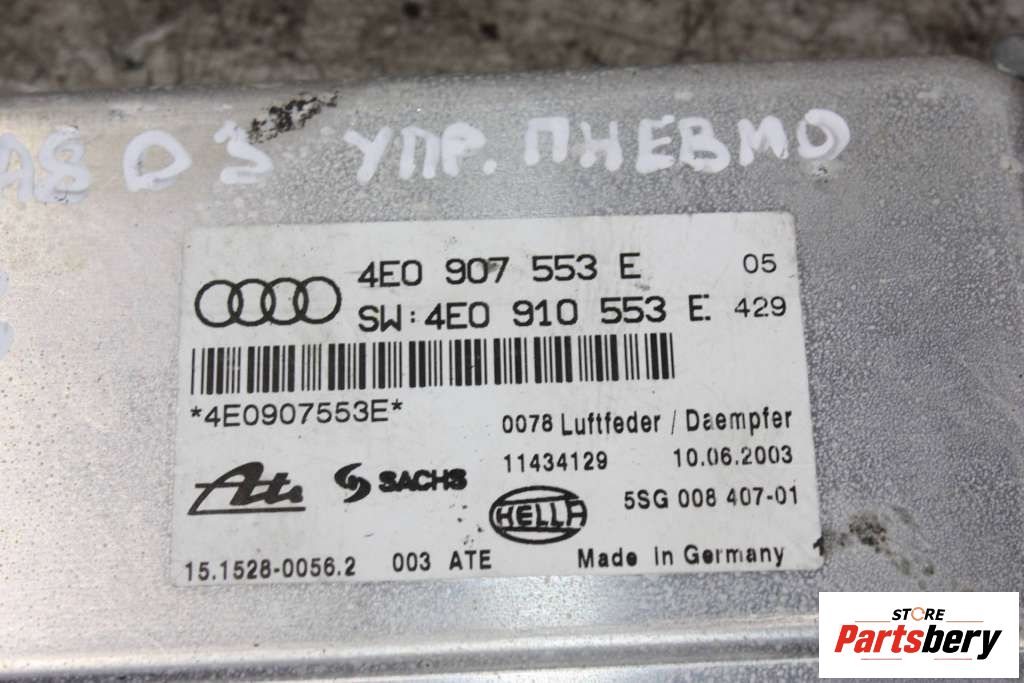 A8 D3 УПР. ПНЕВМО
4E0 907 553 E 05
SW: 4E0 910 553 E. 429
*4E0907553E*
0078 Luftfeder / Daempfer
11434129 10.06.2003
Ate SACHS HELLA 5SG 008 407-01
15.1528-0056.2 003 ATE Made in Germany
STORE
Partsbery